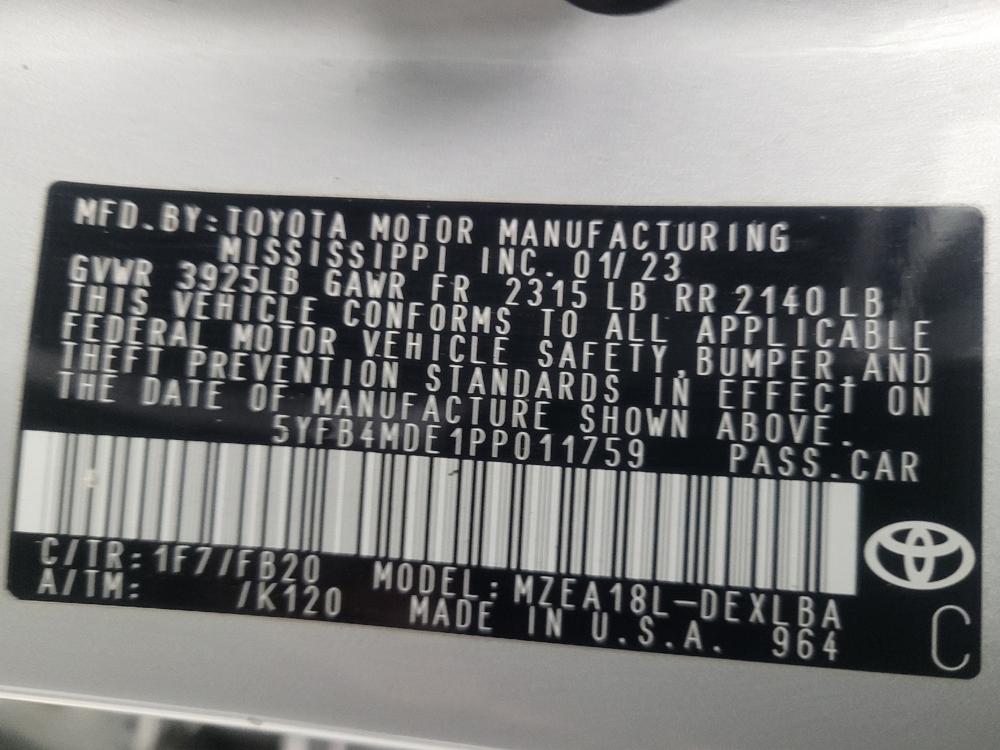 MFD.BY:TOYOTA MOTOR MANUFACTURING
MISSISSIPPI INC. 01/23
GVWR 3925LB GAWR FR 2315 LB RR 2140 LB
THIS VEHICLE CONFORMS TO ALL APPLICABLE
FEDERAL MOTOR VEHICLE SAFETY,BUMPER,AND
THEFT PREVENTION STANDARDS IN EFFECT ON
THE DATE OF MANUFACTURE SHOWN ABOVE.
5YFB4MDE1PP011759 PASS.CAR
C/TR:1F7/FB20 MODEL:MZEA18L-DEXLBA
A/TM: /K120 MADE IN U.S.A. 964 C